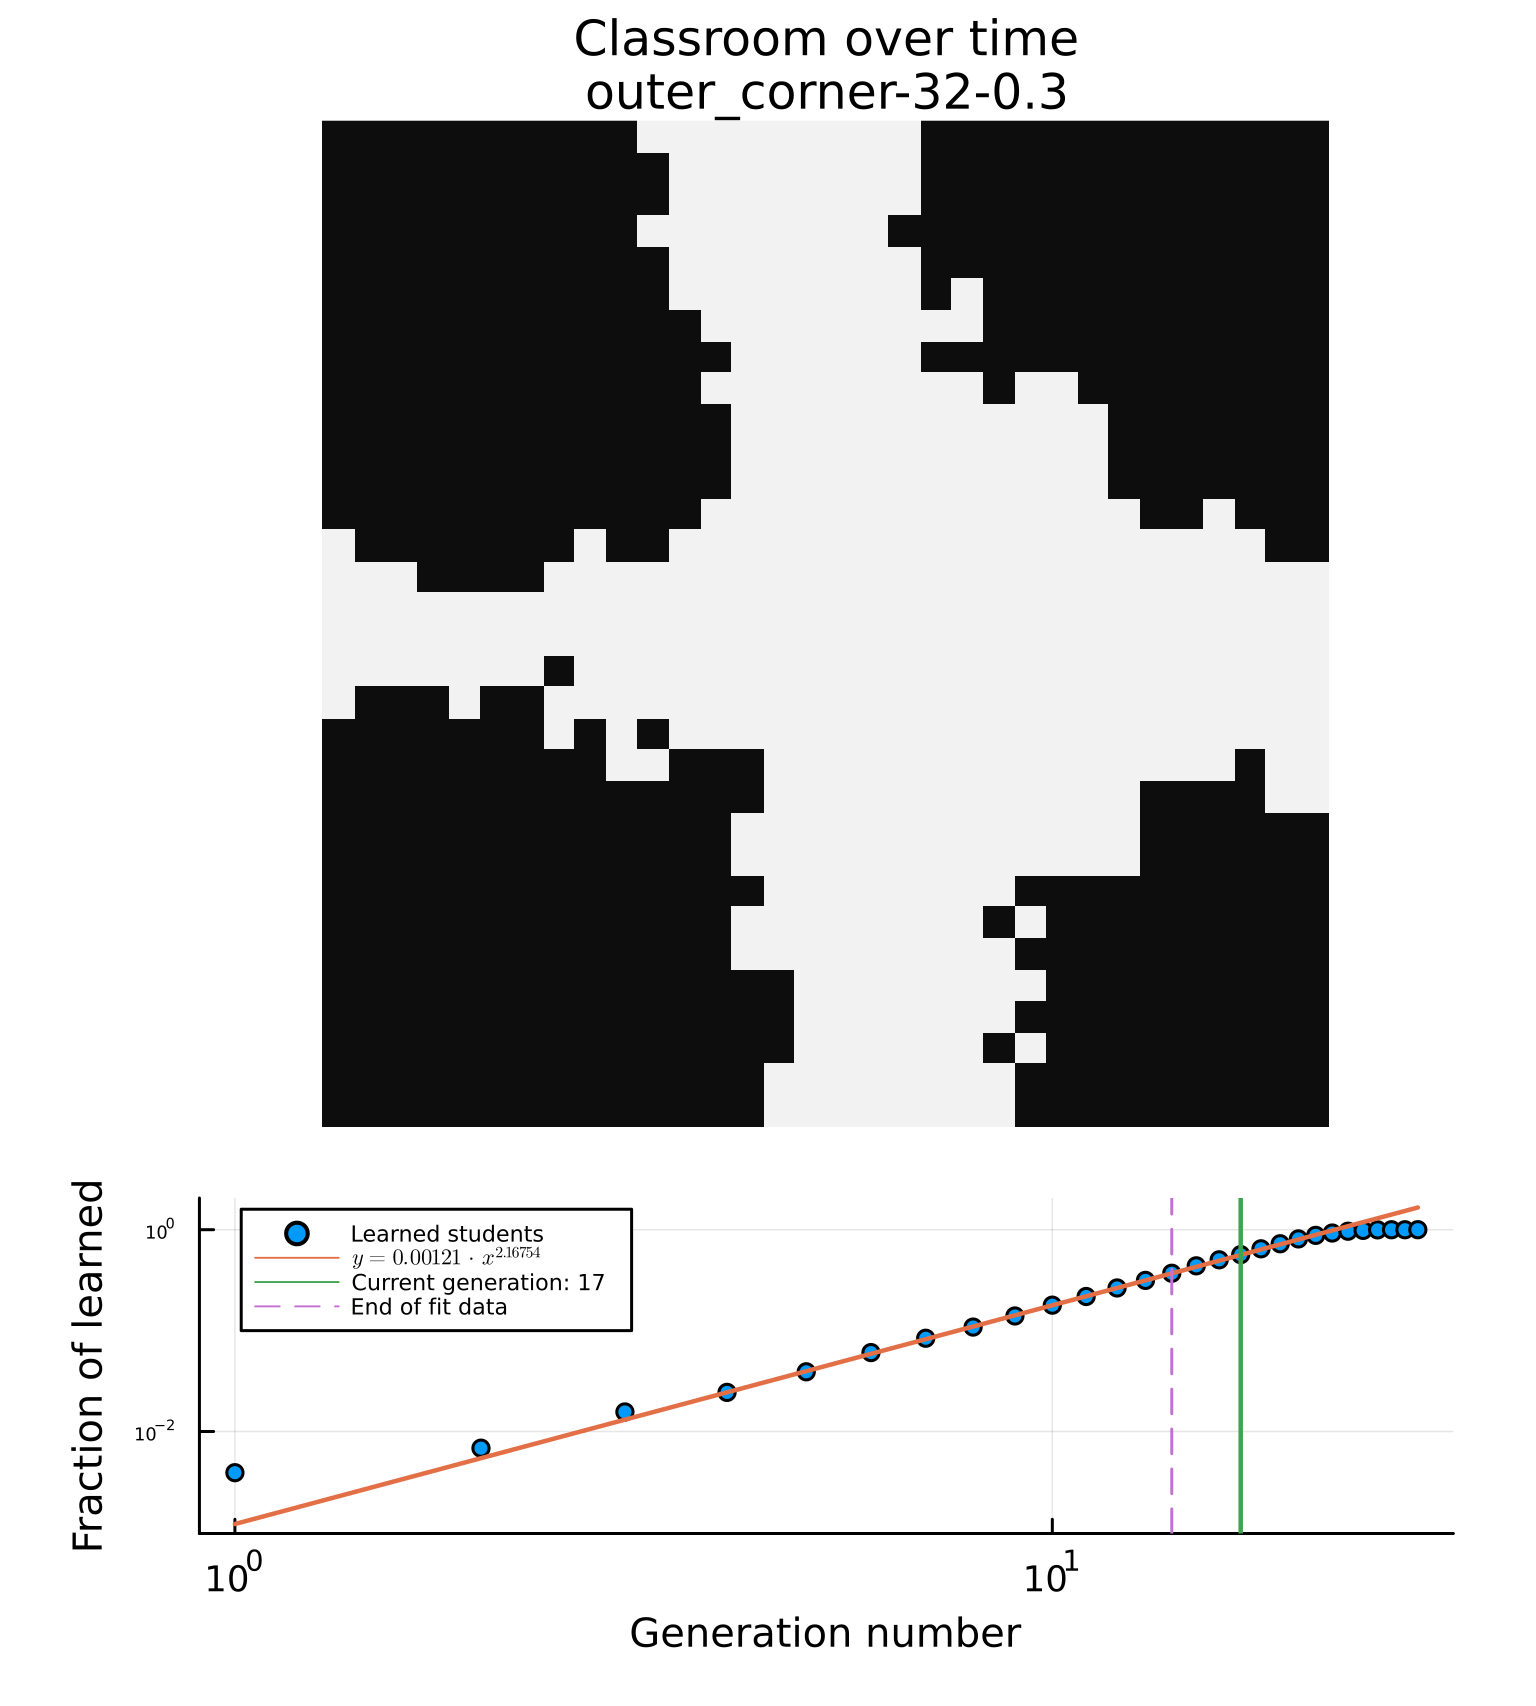 Classroom over time
outer_corner-32-0.3
Fraction of learned
10^0
10^−2
Learned students
y = 0.00121 · x^2.16754
Current generation: 17
End of fit data
10^0
10^1
Generation number